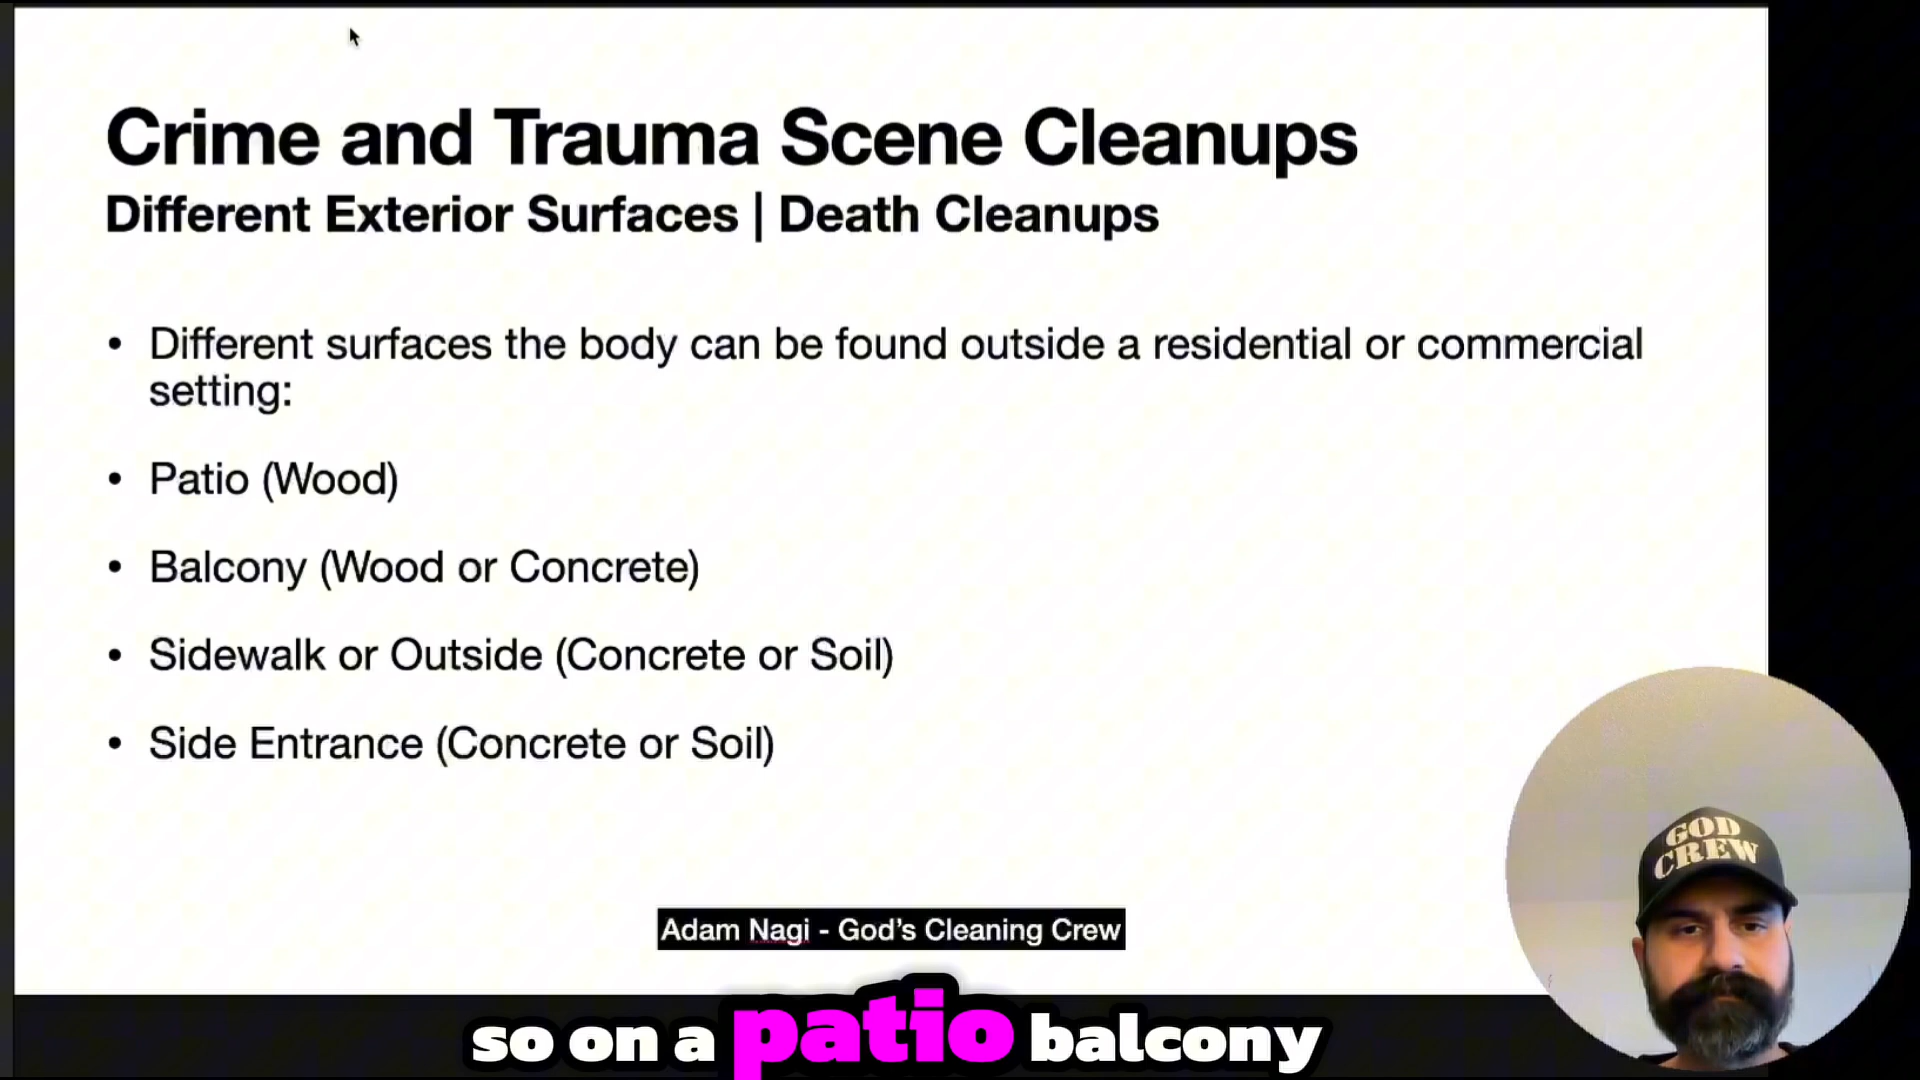 Crime and Trauma Scene Cleanups
Different Exterior Surfaces | Death Cleanups
• Different surfaces the body can be found outside a residential or commercial
setting:
• Patio (Wood)
• Balcony (Wood or Concrete)
• Sidewalk or Outside (Concrete or Soil)
• Side Entrance (Concrete or Soil)
GOD
CREW
Adam Nagi - God's Cleaning Crew
so on a patio balcony